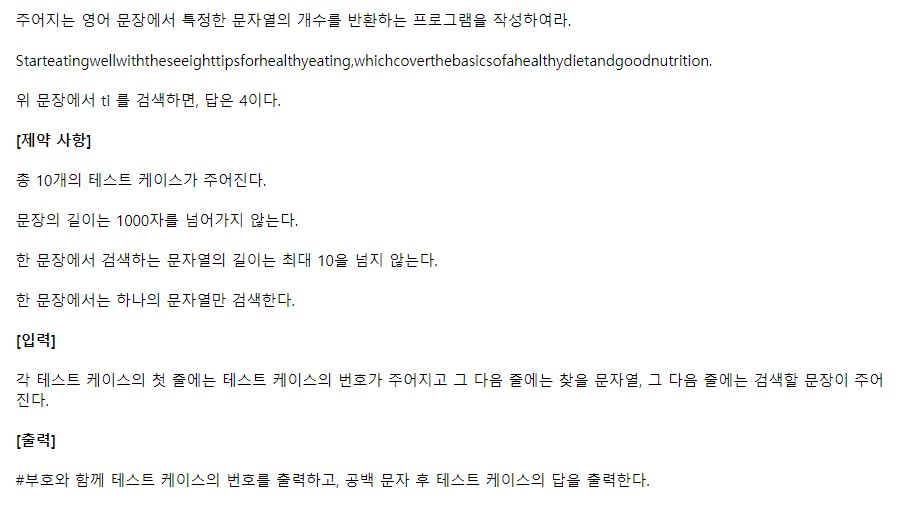 주어지는 영어 문장에서 특정한 문자열의 개수를 반환하는 프로그램을 작성하여라.
Starteatingwellwiththeseeighttipsforhealthyeating,whichcoverthebasicsofahealthydietandgoodnutrition.
위 문장에서 ti 를 검색하면, 답은 4이다.
[제약 사항]
총 10개의 테스트 케이스가 주어진다.
문장의 길이는 1000자를 넘어가지 않는다.
한 문장에서 검색하는 문자열의 길이는 최대 10을 넘지 않는다.
한 문장에서는 하나의 문자열만 검색한다.
[입력]
각 테스트 케이스의 첫 줄에는 테스트 케이스의 번호가 주어지고 그 다음 줄에는 찾을 문자열, 그 다음 줄에는 검색할 문장이 주어
진다.
[출력]
#부호와 함께 테스트 케이스의 번호를 출력하고, 공백 문자 후 테스트 케이스의 답을 출력한다.